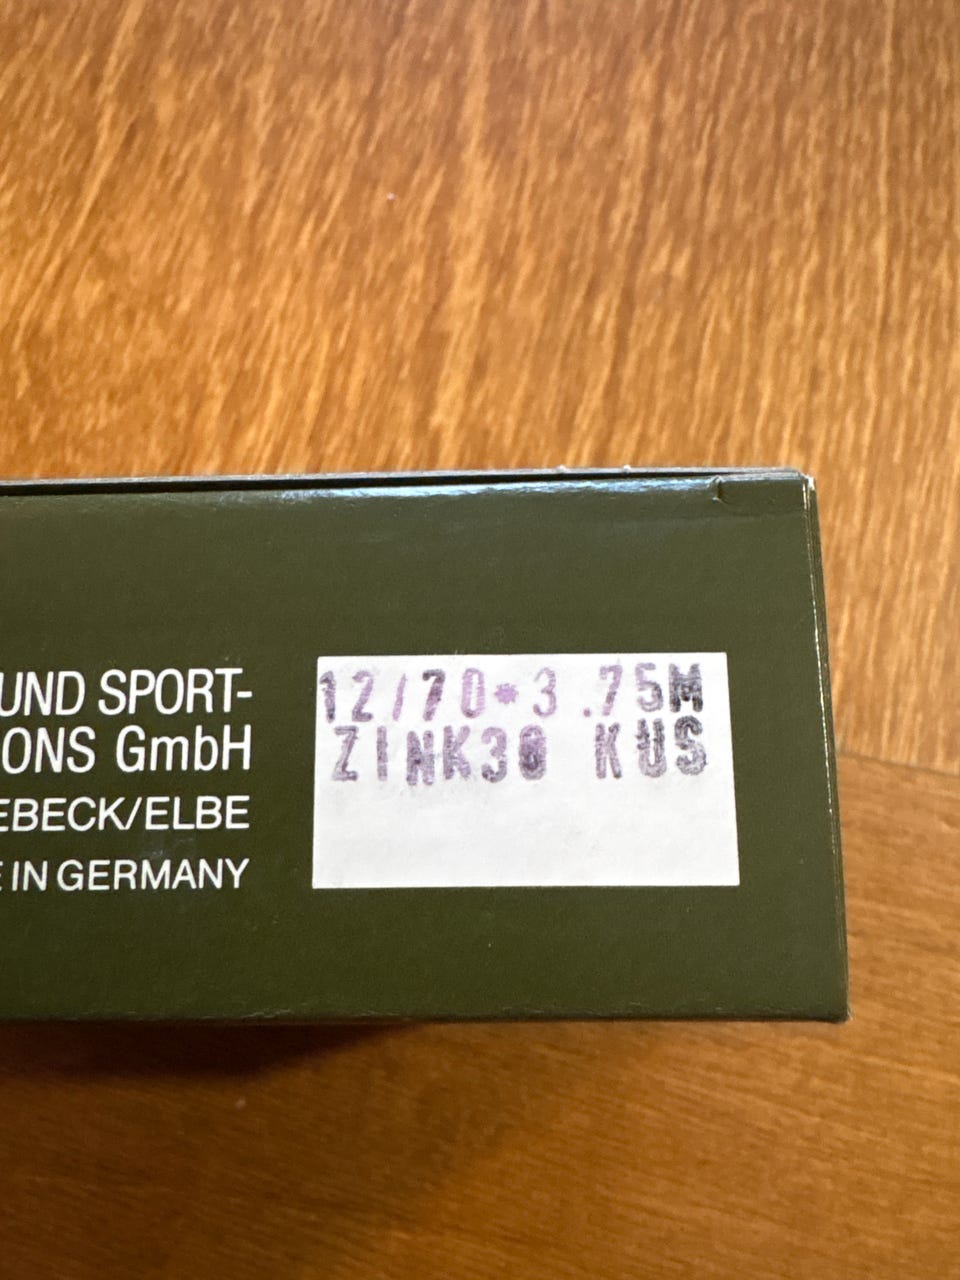 UND SPORT-
ONS GmbH
EBECK/ELBE
E IN GERMANY
12/70*3.75M
ZINK30 KUS